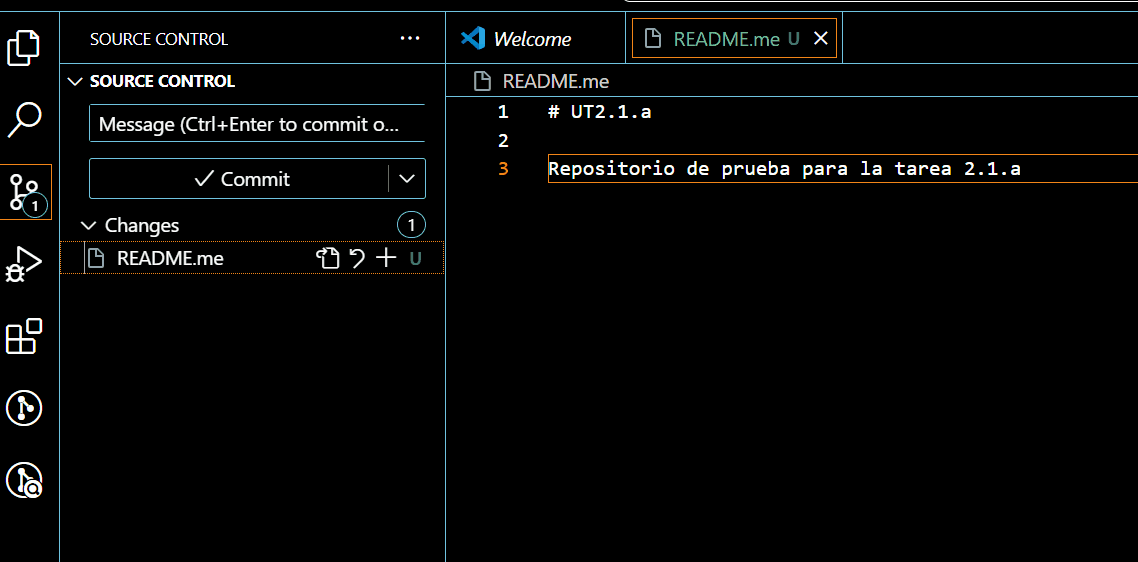 SOURCE CONTROL ...
Welcome
README.me U
SOURCE CONTROL
README.me
Message (Ctrl+Enter to commit o...
Commit
Changes 1
README.me U
1
1 # UT2.1.a
2
3 Repositorio de prueba para la tarea 2.1.a